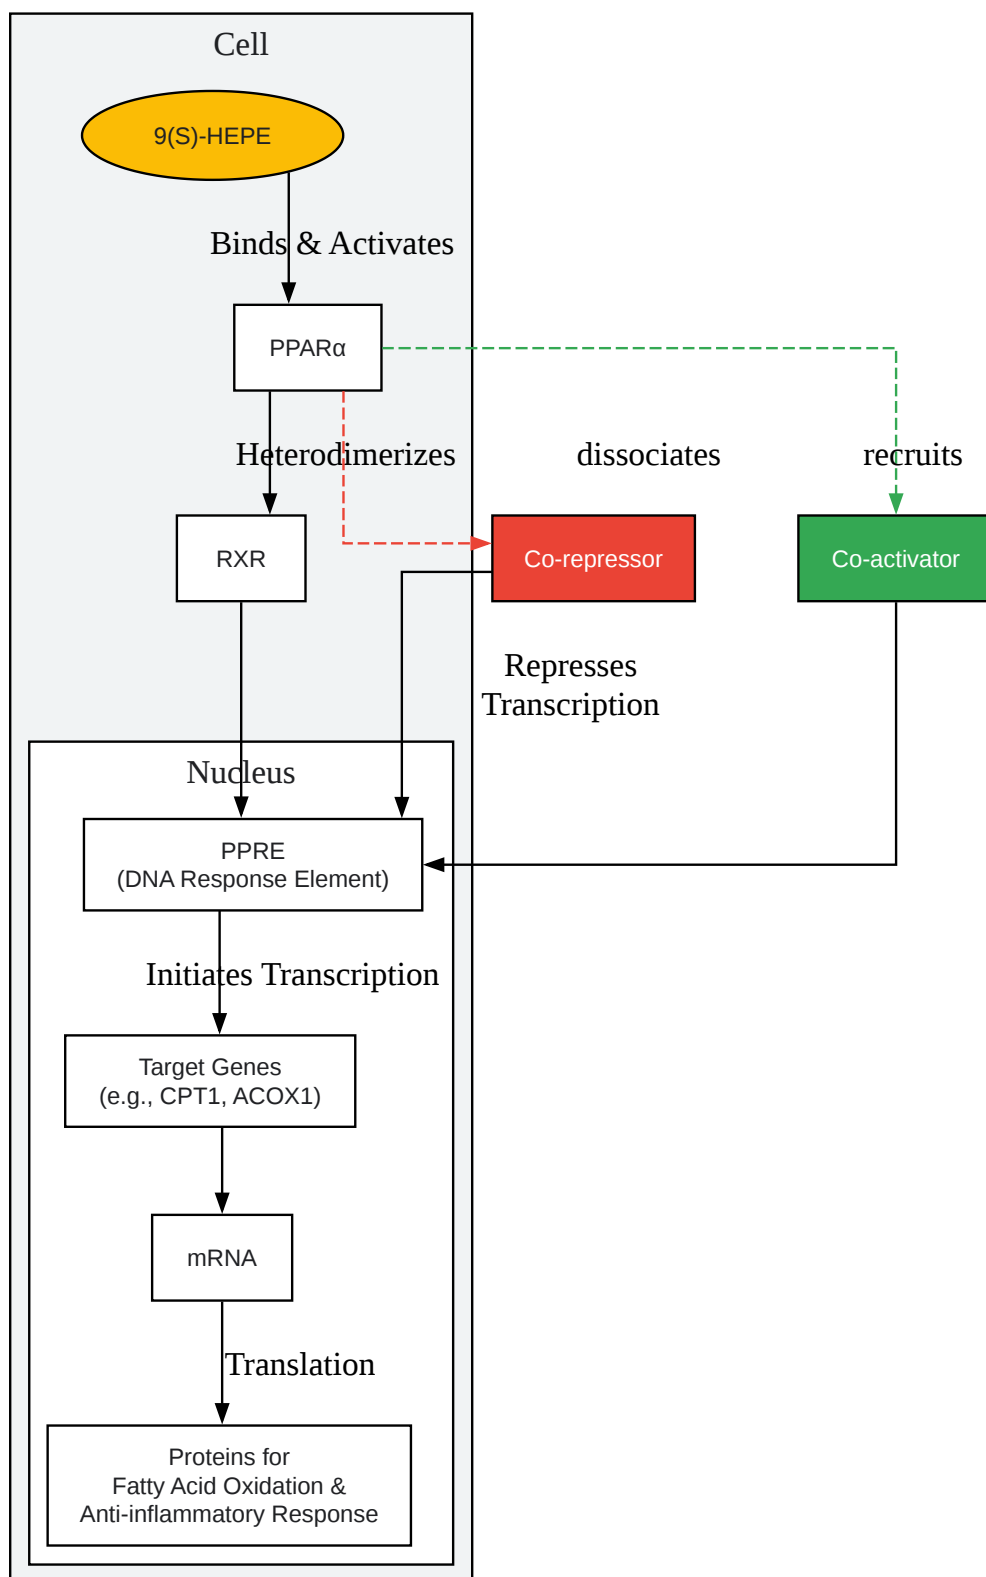 Cell
9(S)-HEPE
Binds & Activates
PPARα
Heterodimerizes
dissociates
recruits
RXR
Co-repressor
Co-activator
Represses
Transcription
Nucleus
PPRE
(DNA Response Element)
Initiates Transcription
Target Genes
(e.g., CPT1, ACOX1)
mRNA
Translation
Proteins for
Fatty Acid Oxidation &
Anti-inflammatory Response